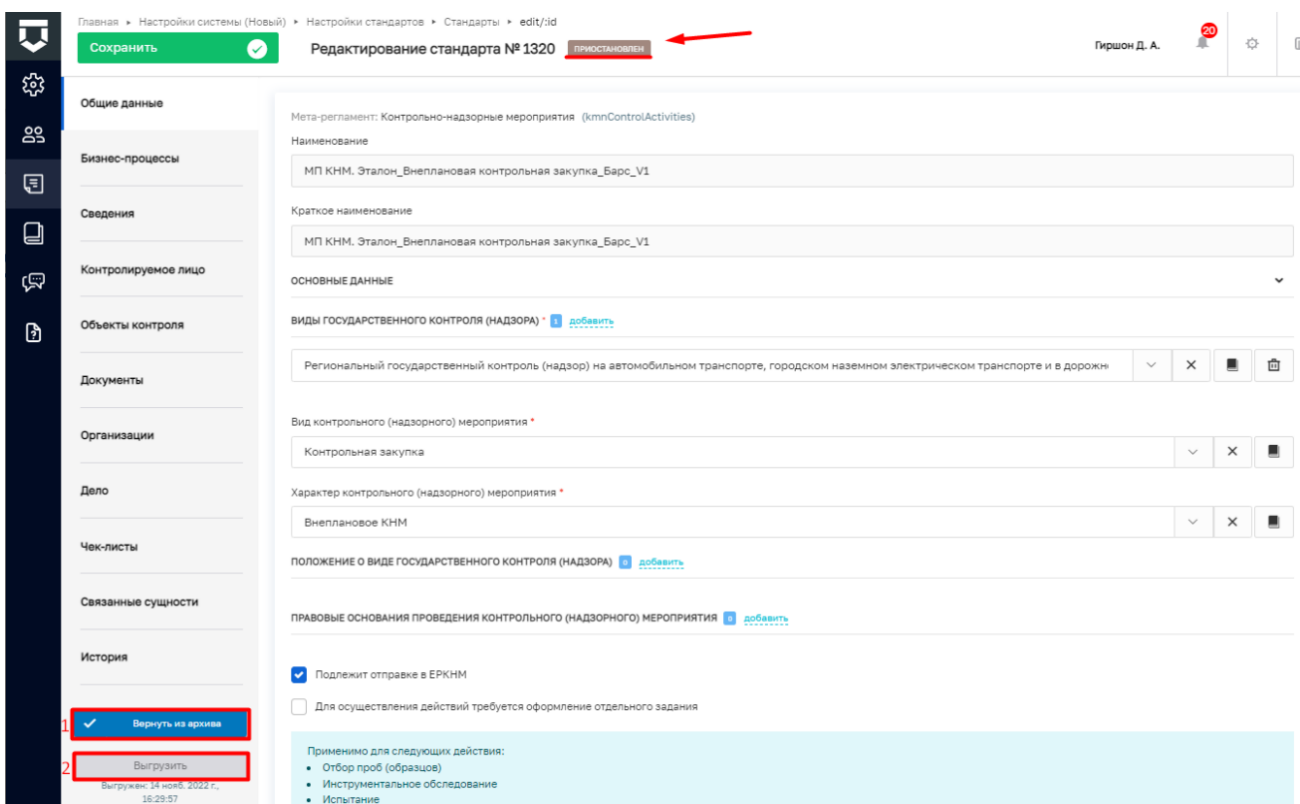 Главная ▸ Настройки системы (Новый) ▸ Настройки стандартов ▸ Стандарты ▸ edit/:id
Сохранить
Редактирование стандарта № 1320
ПРИОСТАНОВЛЕН
Гиршон Д. А.
20
Общие данные
Бизнес-процессы
Сведения
Контролируемое лицо
Объекты контроля
Документы
Организации
Дело
Чек-листы
Связанные сущности
История
1
Вернуть из архива
2
Выгрузить
Выгружен: 14 нояб. 2022 г.,
16:29:57
Мета-регламент: Контрольно-надзорные мероприятия (kmnControlActivities)
Наименование
МП КНМ. Эталон_Внеплановая контрольная закупка_Барс_V1
Краткое наименование
МП КНМ. Эталон_Внеплановая контрольная закупка_Барс_V1
ОСНОВНЫЕ ДАННЫЕ
ВИДЫ ГОСУДАРСТВЕННОГО КОНТРОЛЯ (НАДЗОРА) * 1 добавить
Региональный государственный контроль (надзор) на автомобильном транспорте, городском наземном электрическом транспорте и в дорожн
Вид контрольного (надзорного) мероприятия *
Контрольная закупка
Характер контрольного (надзорного) мероприятия *
Внеплановое КНМ
ПОЛОЖЕНИЕ О ВИДЕ ГОСУДАРСТВЕННОГО КОНТРОЛЯ (НАДЗОРА) 0 добавить
ПРАВОВЫЕ ОСНОВАНИЯ ПРОВЕДЕНИЯ КОНТРОЛЬНОГО (НАДЗОРНОГО) МЕРОПРИЯТИЯ 0 добавить
Подлежит отправке в ЕРКНМ
Для осуществления действий требуется оформление отдельного задания
Применимо для следующих действия:
• Отбор проб (образцов)
• Инструментальное обследование
• Испытание